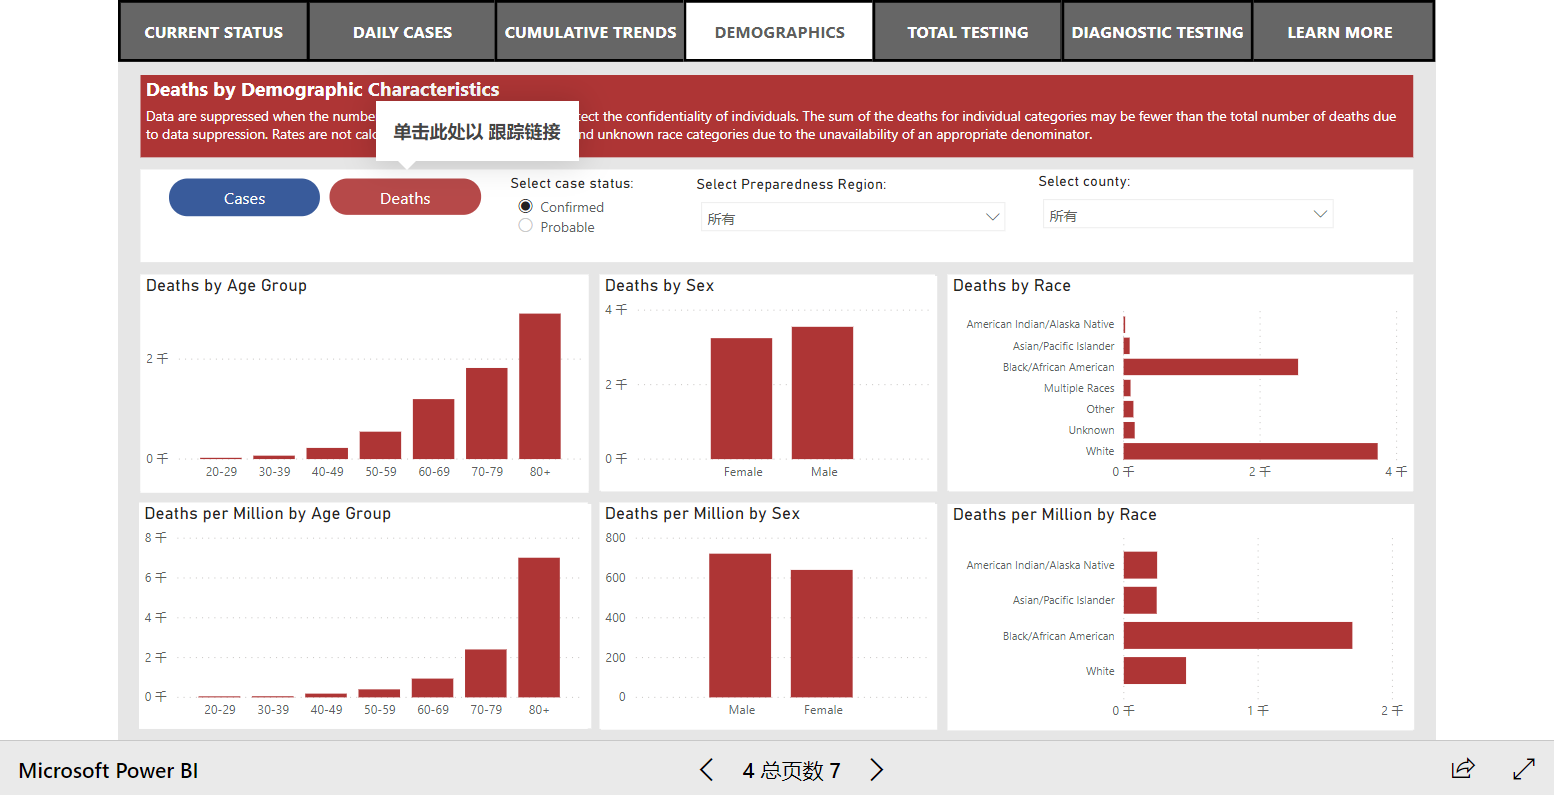 CURRENT STATUS
DAILY CASES
CUMULATIVE TRENDS
DEMOGRAPHICS
TOTAL TESTING
DIAGNOSTIC TESTING
LEARN MORE
Deaths by Demographic Characteristics
Data are suppressed when the numbe
tect the confidentiality of individuals. The sum of the deaths for individual categories may be fewer than the total number of deaths due
to data suppression. Rates are not calc
nd unknown race categories due to the unavailability of an appropriate denominator.
单击此处以 跟踪链接
Cases
Deaths
Select case status:
Confirmed
Probable
Select Preparedness Region:
所有
Select county:
所有
Deaths by Age Group
2 千
0 千
20-29 30-39 40-49 50-59 60-69 70-79 80+
Deaths by Sex
4 千
2 千
0 千
Female Male
Deaths by Race
American Indian/Alaska Native
Asian/Pacific Islander
Black/African American
Multiple Races
Other
Unknown
White
0 千 2 千 4 千
Deaths per Million by Age Group
8 千
6 千
4 千
2 千
0 千
20-29 30-39 40-49 50-59 60-69 70-79 80+
Deaths per Million by Sex
800
600
400
200
0
Male Female
Deaths per Million by Race
American Indian/Alaska Native
Asian/Pacific Islander
Black/African American
White
0 千 1 千 2 千
Microsoft Power BI
4 总页数 7